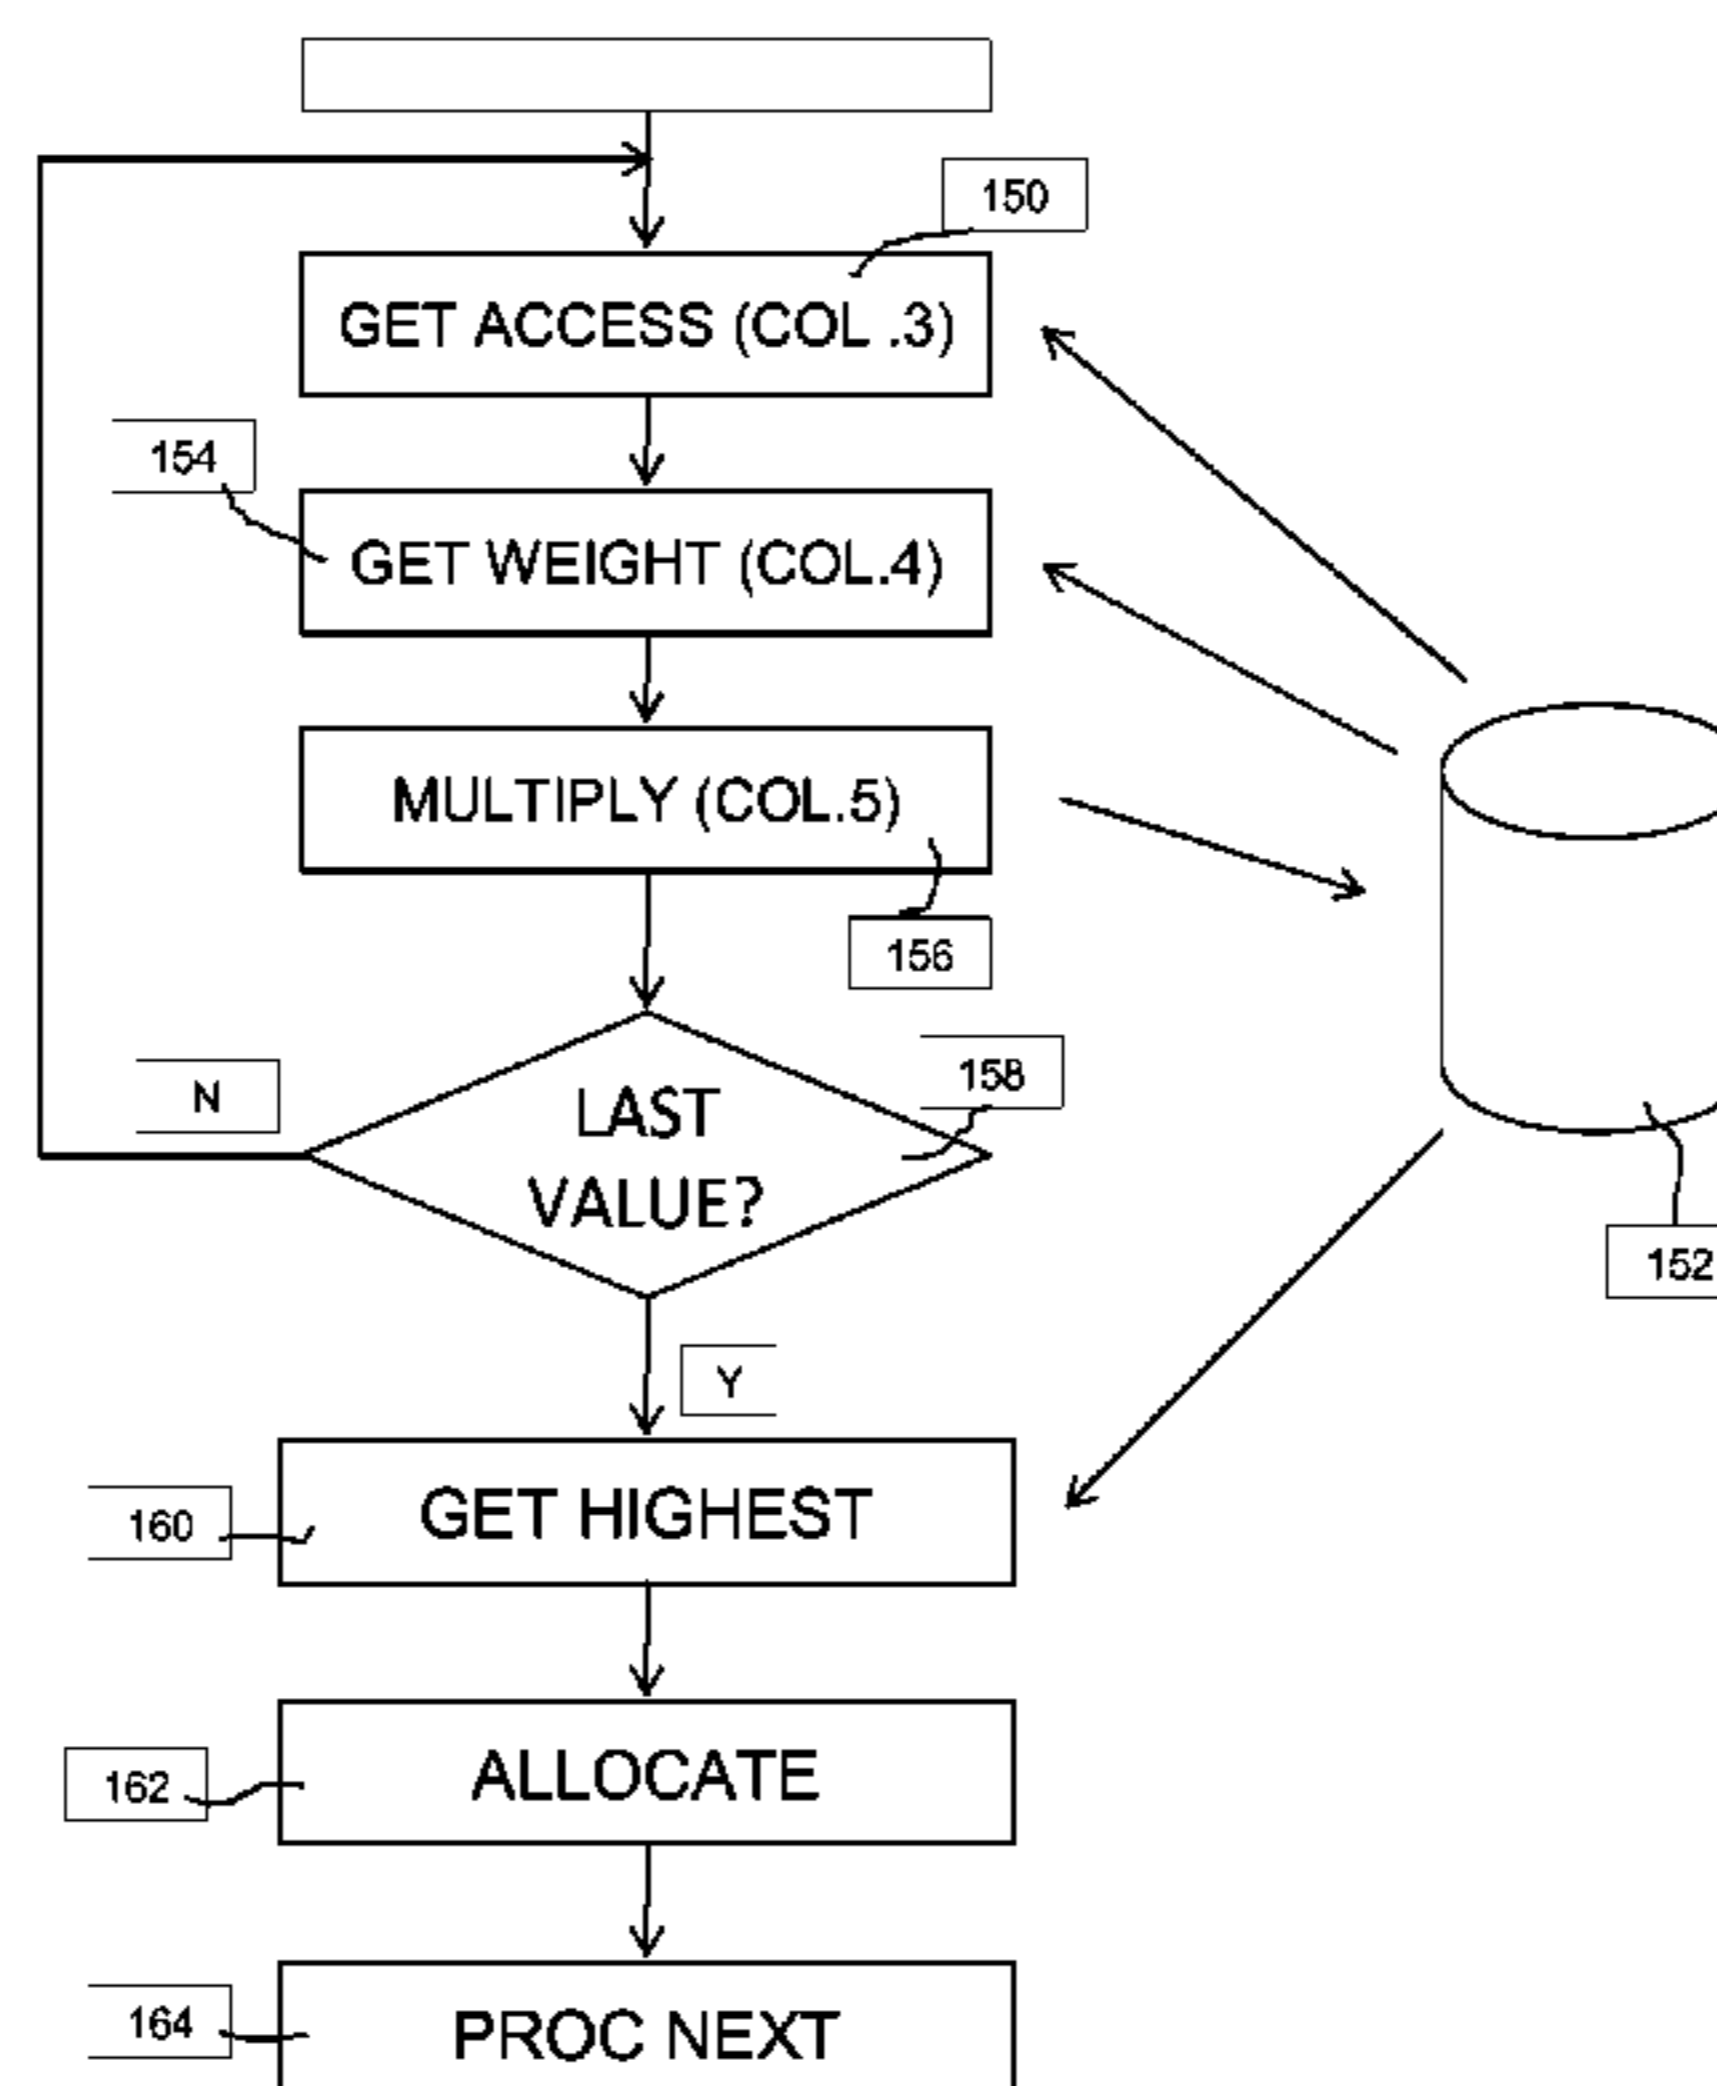 150
GET ACCESS (COL .3)
154
GET WEIGHT (COL.4)
MULTIPLY (COL.5)
156
158
N
LAST
VALUE?
152
Y
GET HIGHEST
160
ALLOCATE
162
164
PROC NEXT